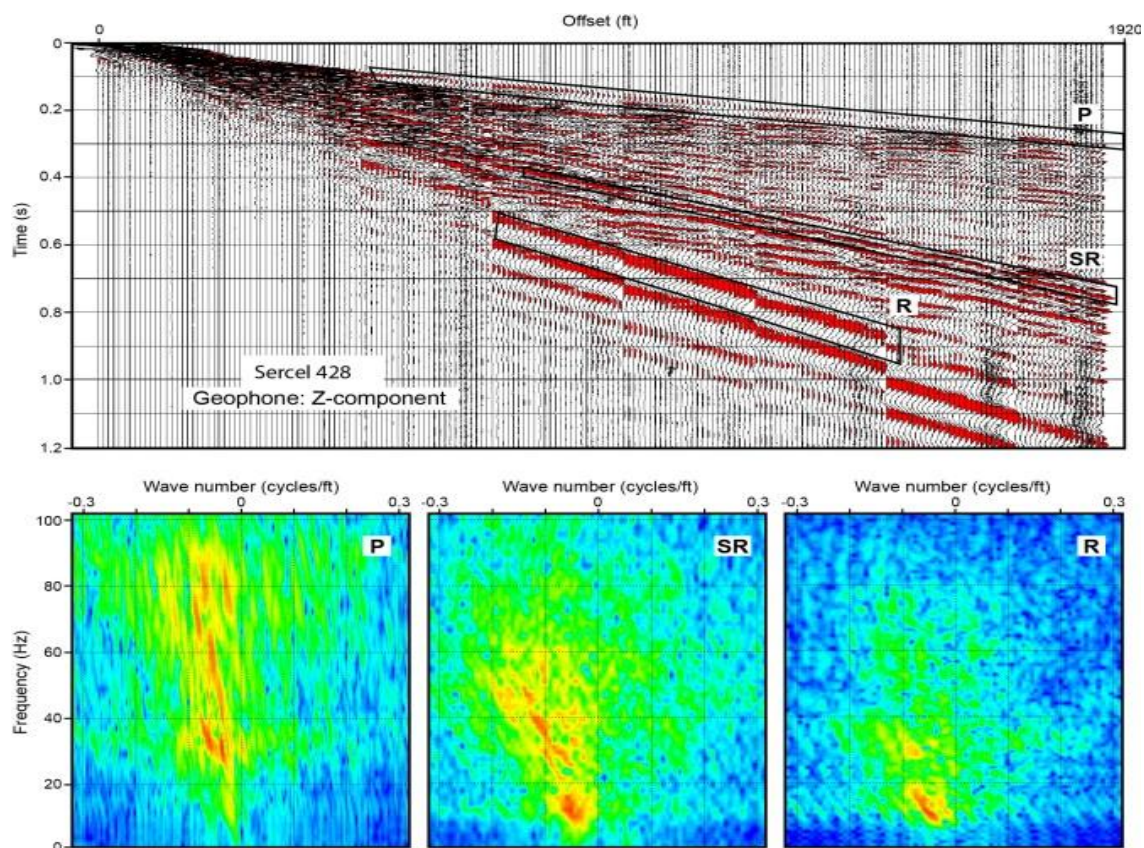 Offset (ft)
0 1920
0
0.2
0.4
0.6
0.8
1.0
1.2
Time (s)
P
SR
R
Sercel 428
Geophone: Z-component
Wave number (cycles/ft) Wave number (cycles/ft) Wave number (cycles/ft)
-0.3 0 0.3 -0.3 0 0.3 -0.3 0 0.3
100
80
60
40
20
0
Frequency (Hz)
P SR R